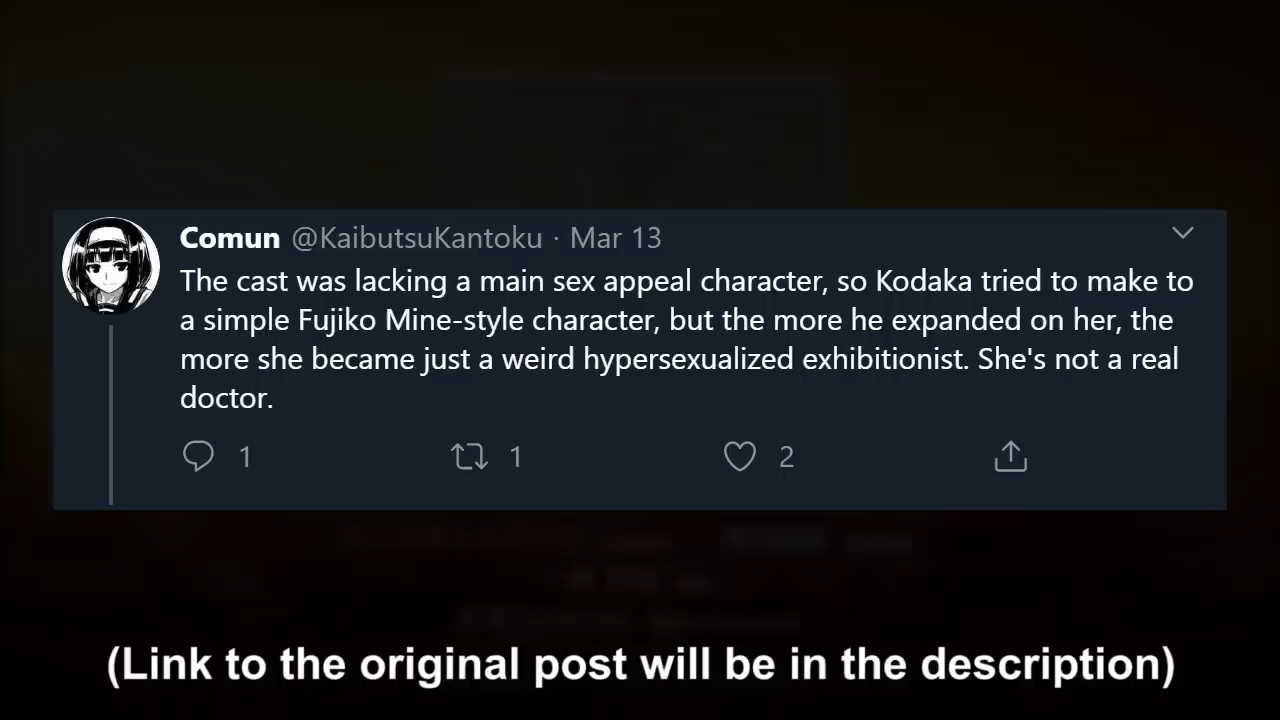 Comun @KaibutsuKantoku · Mar 13
The cast was lacking a main sex appeal character, so Kodaka tried to make to
a simple Fujiko Mine-style character, but the more he expanded on her, the
more she became just a weird hypersexualized exhibitionist. She's not a real
doctor.
1 1 2
(Link to the original post will be in the description)